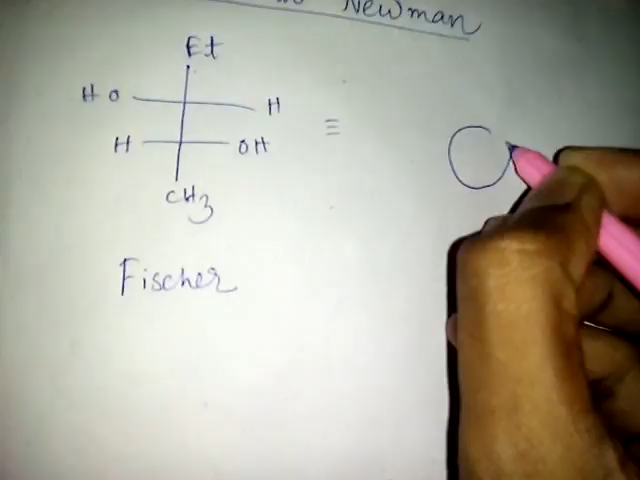 Newman
Et
HO H
≡
H OH
CH3
Fischer